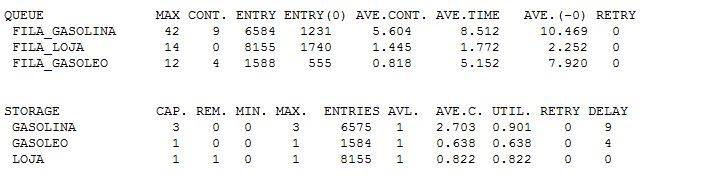 QUEUE MAX CONT. ENTRY ENTRY(0) AVE.CONT. AVE.TIME AVE.(-0) RETRY
FILA_GASOLINA 42 9 6584 1231 5.604 8.512 10.469 0
FILA_LOJA 14 0 8155 1740 1.445 1.772 2.252 0
FILA_GASOLEO 12 4 1588 555 0.818 5.152 7.920 0
STORAGE CAP. REM. MIN. MAX. ENTRIES AVL. AVE.C. UTIL. RETRY DELAY
GASOLINA 3 0 0 3 6575 1 2.703 0.901 0 9
GASOLEO 1 0 0 1 1584 1 0.638 0.638 0 4
LOJA 1 1 0 1 8155 1 0.822 0.822 0 0